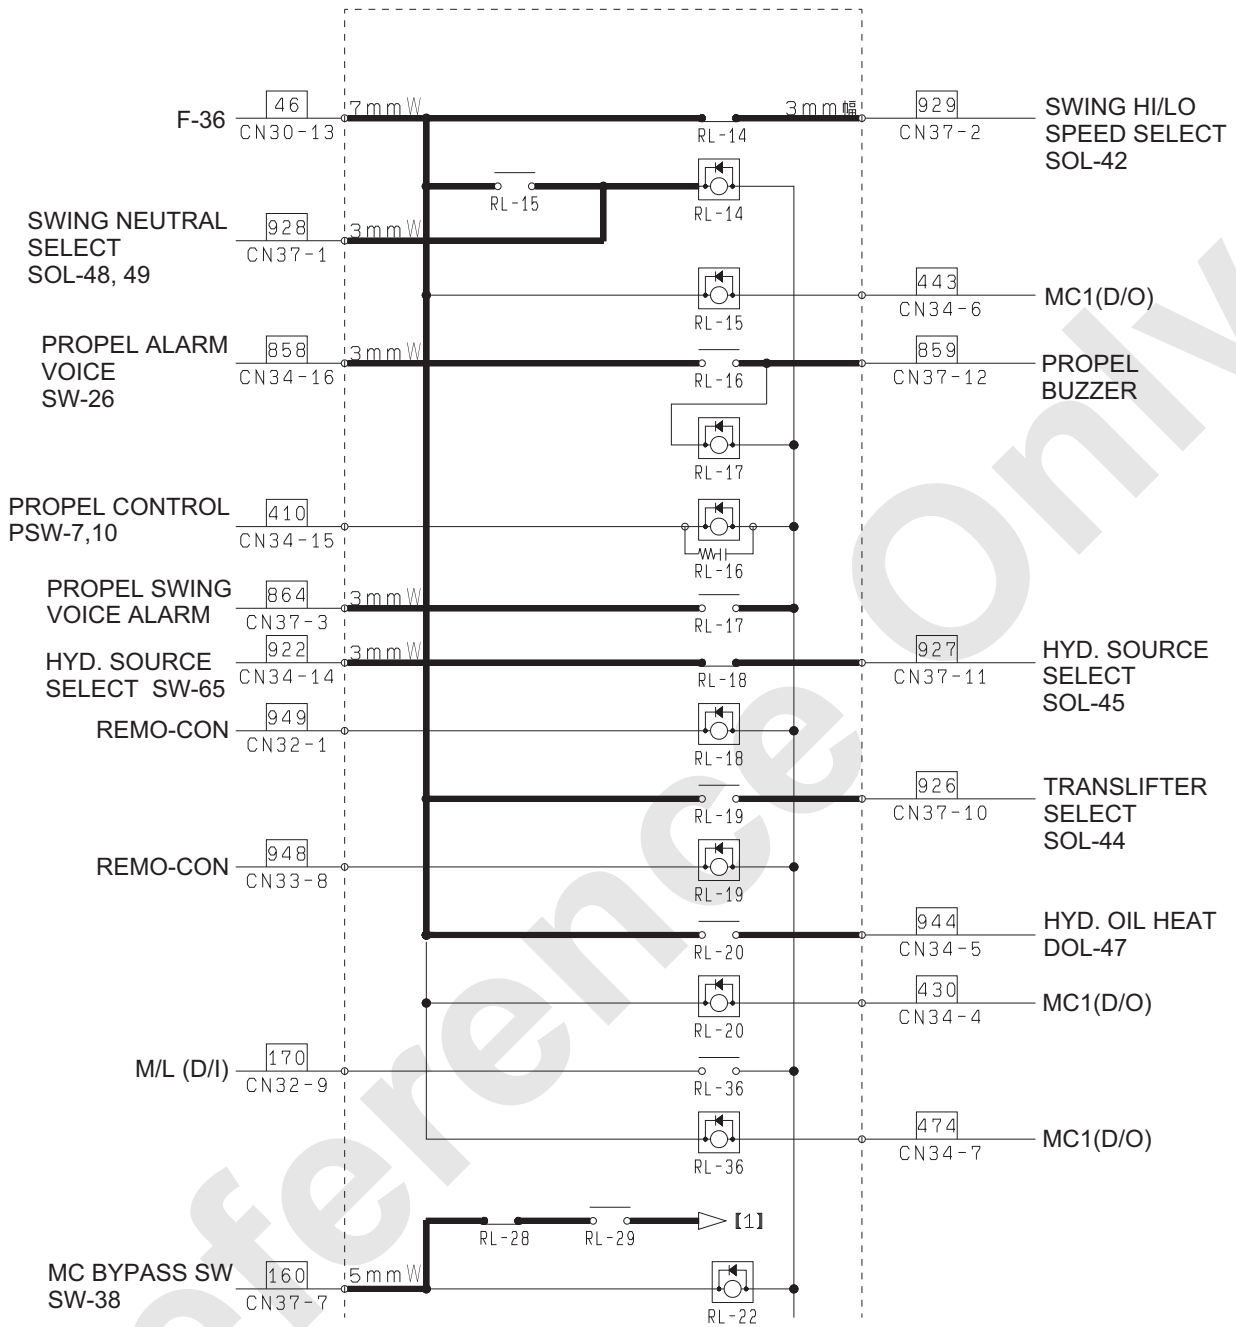 F-36 46 CN30-13 7mmW RL-14 3mm幅 929 CN37-2 SWING HI/LO
SPEED SELECT
SOL-42
RL-15 RL-14
SWING NEUTRAL
SELECT
SOL-48, 49
928 CN37-1 3mmW
RL-15 443 CN34-6 MC1(D/O)
PROPEL ALARM
VOICE
SW-26
858 CN34-16 3mmW RL-16 859 CN37-12 PROPEL
BUZZER
RL-17
PROPEL CONTROL
PSW-7,10
410 CN34-15 RL-16
PROPEL SWING
VOICE ALARM
864 CN37-3 3mmW RL-17
HYD. SOURCE
SELECT SW-65
922 CN34-14 3mmW RL-18 927 CN37-11 HYD. SOURCE
SELECT
SOL-45
REMO-CON 949 CN32-1 RL-18
RL-19 926 CN37-10 TRANSLIFTER
SELECT
SOL-44
REMO-CON 948 CN33-8 RL-19
RL-20 944 CN34-5 HYD. OIL HEAT
DOL-47
RL-20 430 CN34-4 MC1(D/O)
M/L (D/I) 170 CN32-9 RL-36
RL-36 474 CN34-7 MC1(D/O)
RL-28 RL-29 【1】
MC BYPASS SW
SW-38
160 CN37-7 5mmW RL-22
eference Only